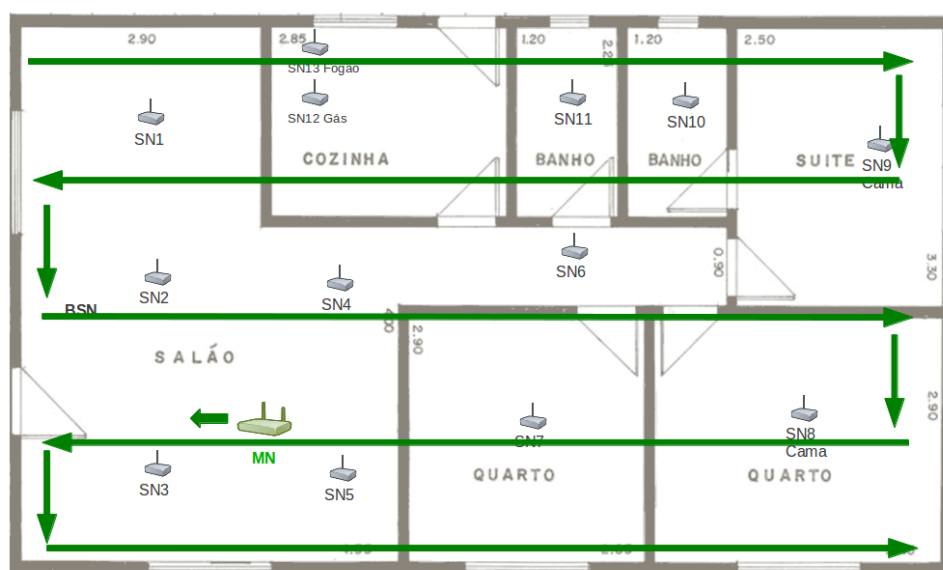 2.90
2.85
1.20
1.20
2.50
SN13 Fogão
SN12 Gás
SN1
SN11
SN10
COZINHA
BANHO
BANHO
SUITE
SN9
Cama
SN6
0.90
3.30
SN2
SN4
BSN
400
2.90
SALÁO
2.90
MN
SN7
SN8
Cama
SN3
SN5
QUARTO
QUARTO